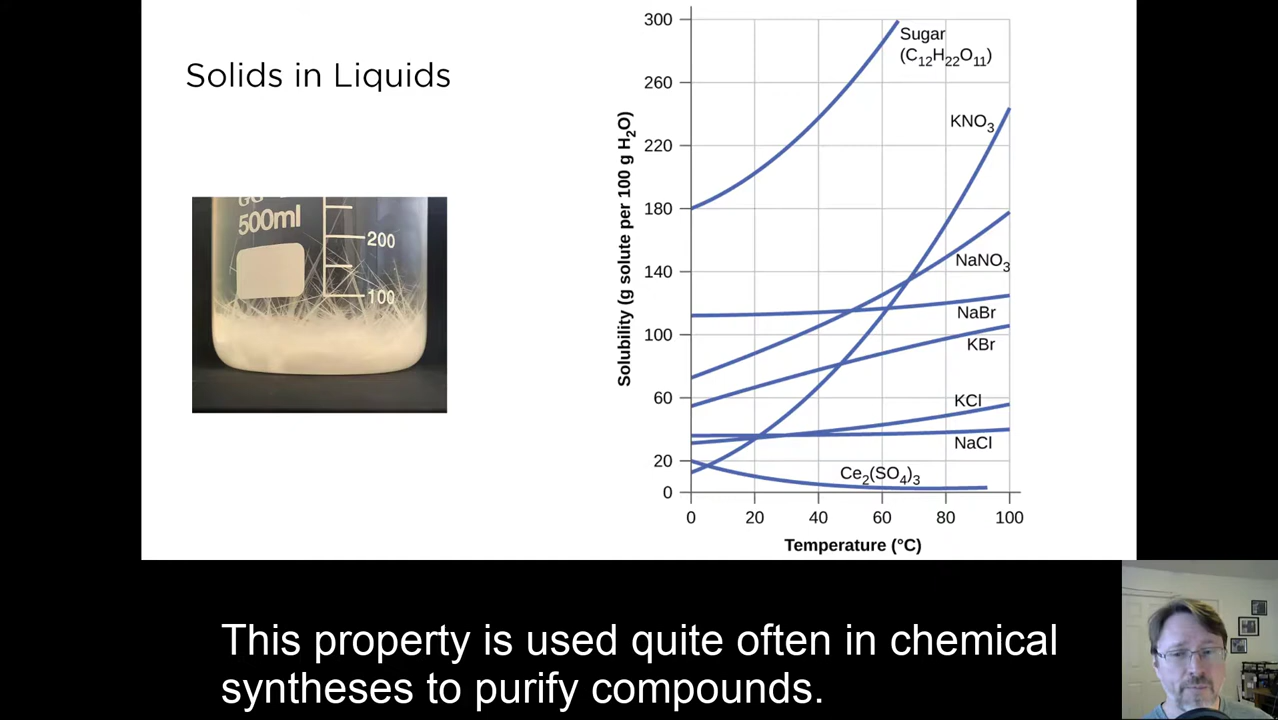 Solids in Liquids
GG
500ml
200
100
Solubility (g solute per 100 g H₂O)
300
260
220
180
140
100
60
20
0
Sugar
(C₁₂H₂₂O₁₁)
KNO₃
NaNO₃
NaBr
KBr
KCl
NaCl
Ce₂(SO₄)₃
0 20 40 60 80 100
Temperature (°C)
This property is used quite often in chemical
syntheses to purify compounds.